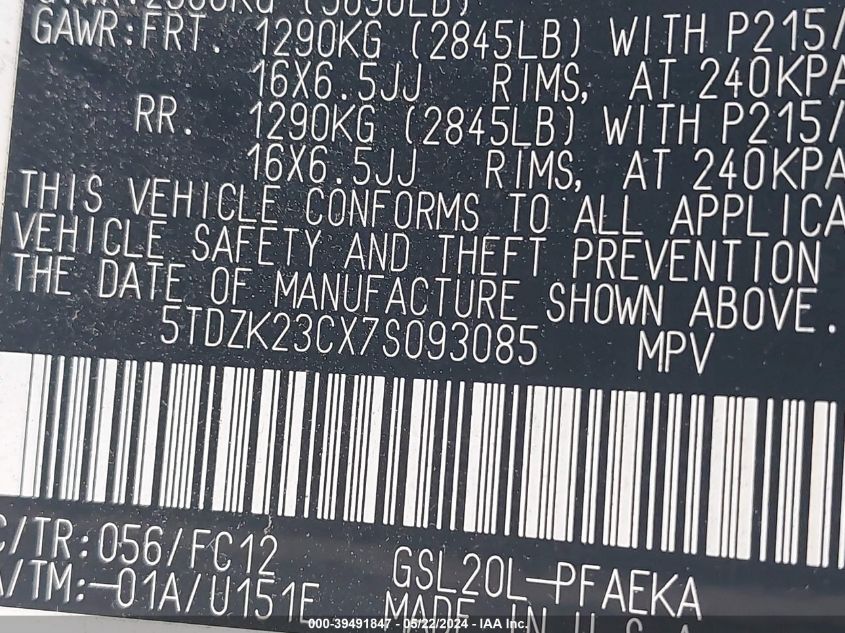 GAWR:FRT. 1290KG (2845LB) WITH P215/
16X6.5JJ RIMS, AT 240KPA
RR. 1290KG (2845LB) WITH P215/
16X6.5JJ RIMS, AT 240KPA
THIS VEHICLE CONFORMS TO ALL APPLICA
VEHICLE SAFETY AND THEFT PREVENTION
THE DATE OF MANUFACTURE SHOWN ABOVE.
5TDZK23CX7S093085 MPV
C/TR:056/FC12
A/TM:-01A/U151E GSL20L-PFAEKA
MADE IN U.S.A
000-39491847 - 05/22/2024 - IAA Inc.